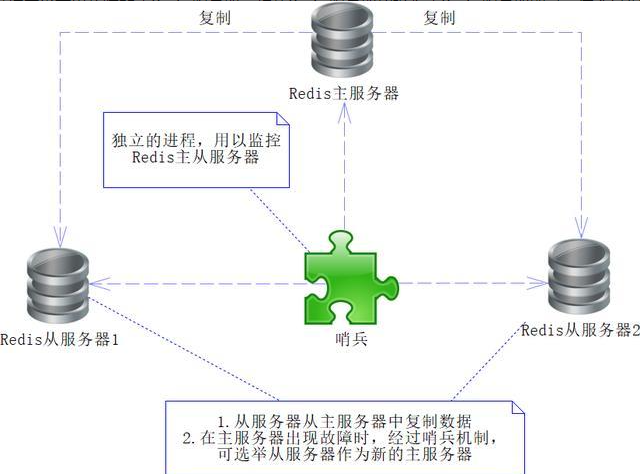 复制
复制
Redis主服务器
独立的进程，用以监控
Redis主从服务器
Redis从服务器1
哨兵
Redis从服务器2
1.从服务器从主服务器中复制数据
2.在主服务器出现故障时，经过哨兵机制，
可选举从服务器作为新的主服务器